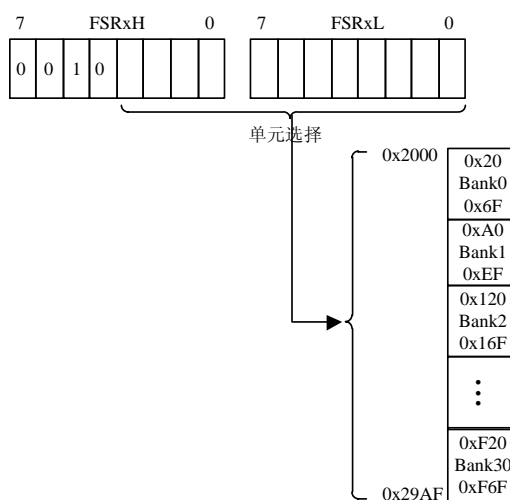 7 FSRxH 0 7 FSRxL 0
0 0 1 0
单元选择
0x2000
0x20
Bank0
0x6F
0xA0
Bank1
0xEF
0x120
Bank2
0x16F
⋮
0xF20
Bank30
0xF6F
0x29AF